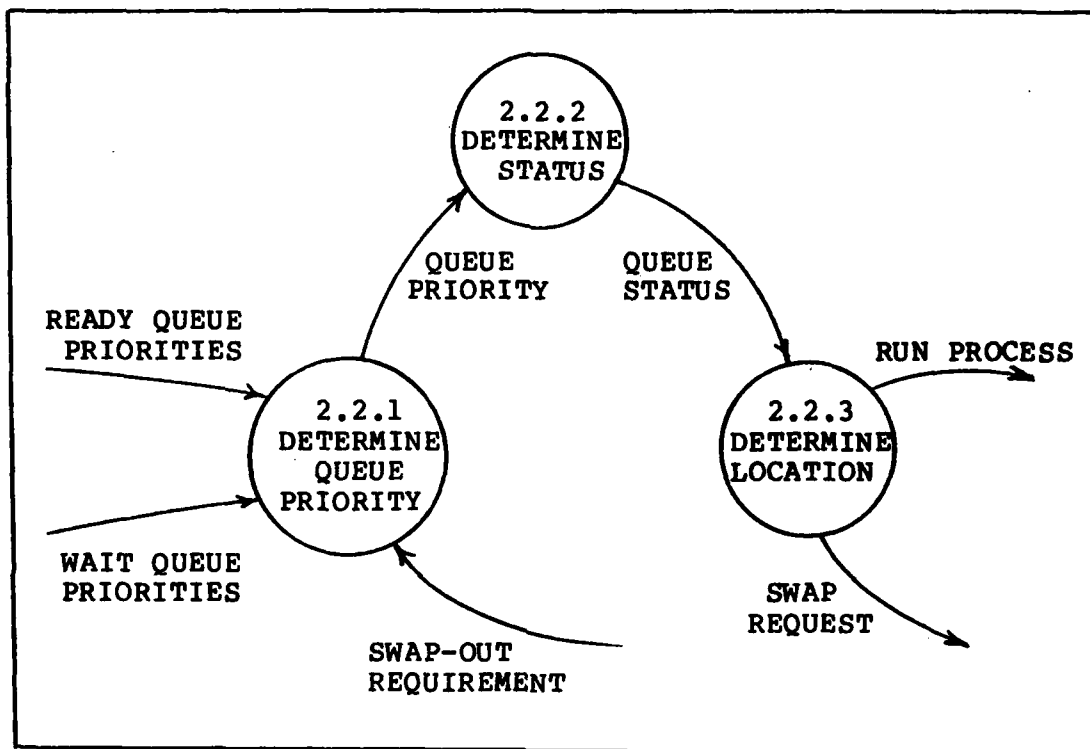 2.2.2
DETERMINE
STATUS
QUEUE
PRIORITY
QUEUE
STATUS
READY QUEUE
PRIORITIES
RUN PROCESS
2.2.1
DETERMINE
QUEUE
PRIORITY
2.2.3
DETERMINE
LOCATION
WAIT QUEUE
PRIORITIES
SWAP-OUT
REQUIREMENT
SWAP
REQUEST